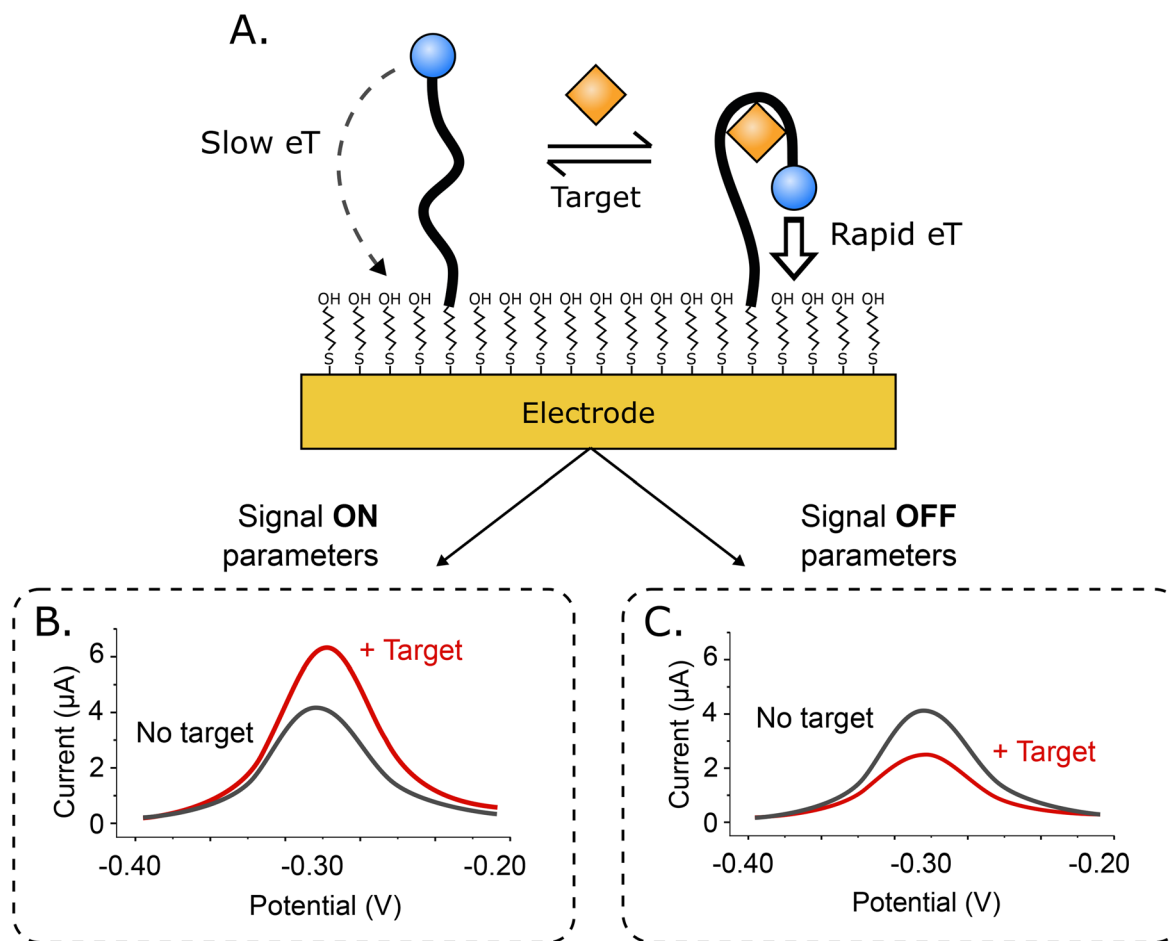 A.
Slow eT
Target
Rapid eT
OH OH OH OH OH OH OH OH OH OH OH OH OH OH OH OH OH
S S S S S S S S S S S S S S S S S S S
Electrode
Signal ON
parameters
Signal OFF
parameters
B.
+ Target
No target
Current (µA)
6
4
2
0
-0.40 -0.30 -0.20
Potential (V)
C.
No target
+ Target
Current (µA)
6
4
2
0
-0.40 -0.30 -0.20
Potential (V)